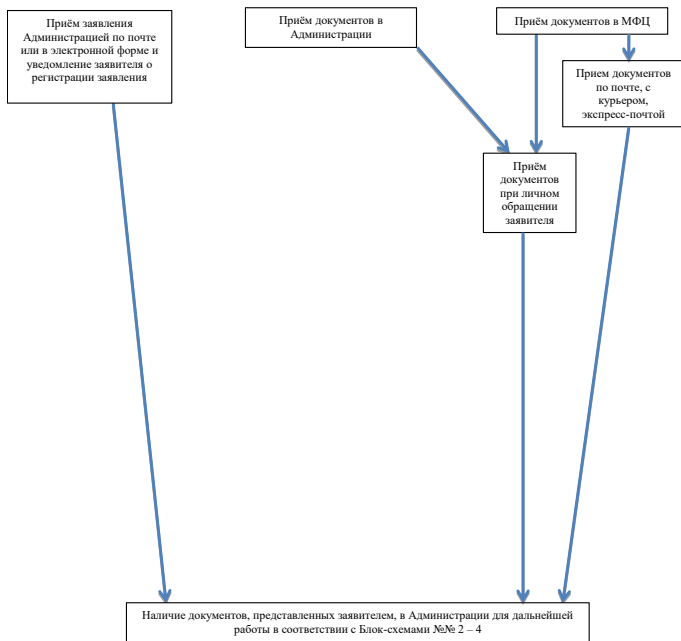 Приём заявления
Администрацией по почте
или в электронной форме и
уведомление заявителя о
регистрации заявления
Приём документов в
Администрации
Приём документов в МФЦ
Прием документов
по почте, с
курьером,
экспресс-почтой
Приём
документов
при личном
обращении
заявителя
Наличие документов, представленных заявителем, в Администрации для дальнейшей
работы в соответствии с Блок-схемами №№ 2 – 4